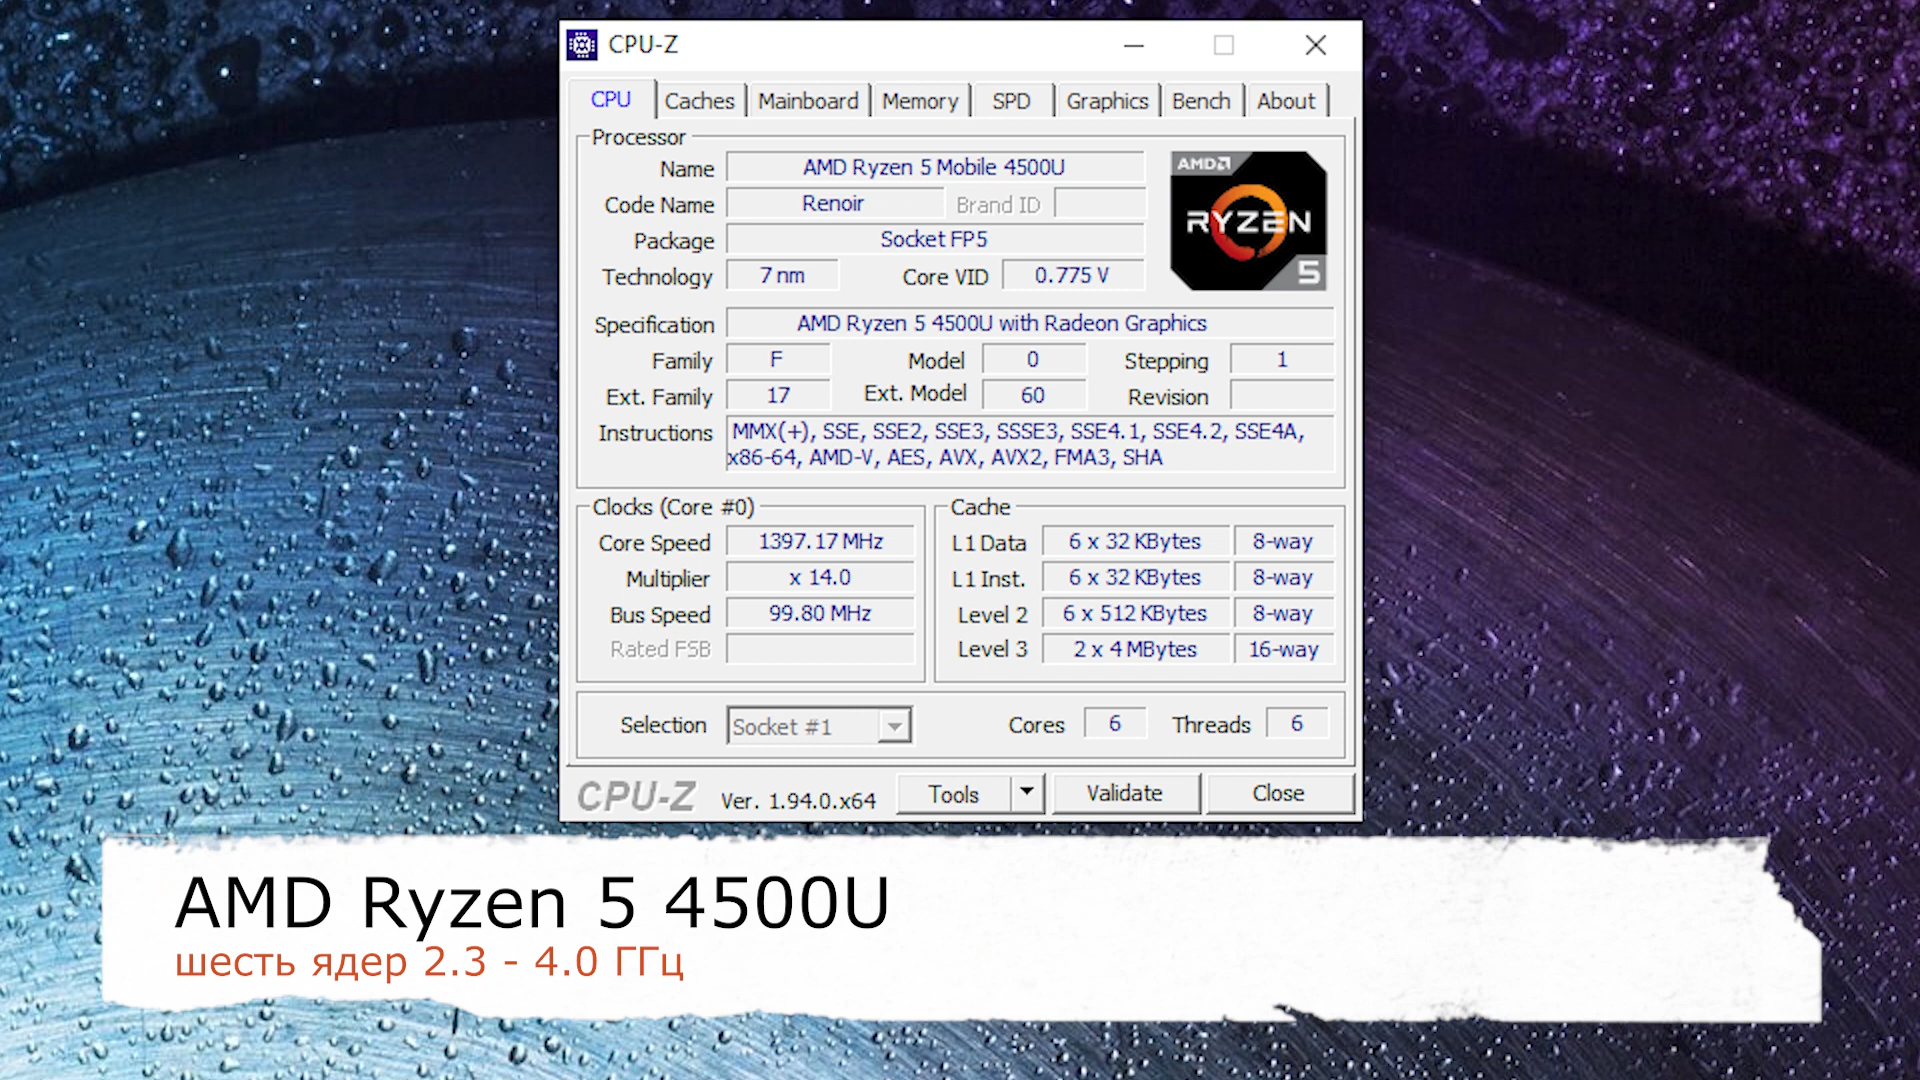 CPU-Z
CPU Caches Mainboard Memory SPD Graphics Bench About
Processor
Name AMD Ryzen 5 Mobile 4500U
Code Name Renoir Brand ID
Package Socket FP5
Technology 7 nm Core VID 0.775 V
AMD RYZEN 5
Specification AMD Ryzen 5 4500U with Radeon Graphics
Family F Model 0 Stepping 1
Ext. Family 17 Ext. Model 60 Revision
Instructions MMX(+), SSE, SSE2, SSE3, SSSE3, SSE4.1, SSE4.2, SSE4A,
x86-64, AMD-V, AES, AVX, AVX2, FMA3, SHA
Clocks (Core #0)
Core Speed 1397.17 MHz
Multiplier x 14.0
Bus Speed 99.80 MHz
Rated FSB
Cache
L1 Data 6 x 32 KBytes 8-way
L1 Inst. 6 x 32 KBytes 8-way
Level 2 6 x 512 KBytes 8-way
Level 3 2 x 4 MBytes 16-way
Selection Socket #1 Cores 6 Threads 6
CPU-Z Ver. 1.94.0.x64 Tools Validate Close
AMD Ryzen 5 4500U
шесть ядер 2.3 - 4.0 ГГц